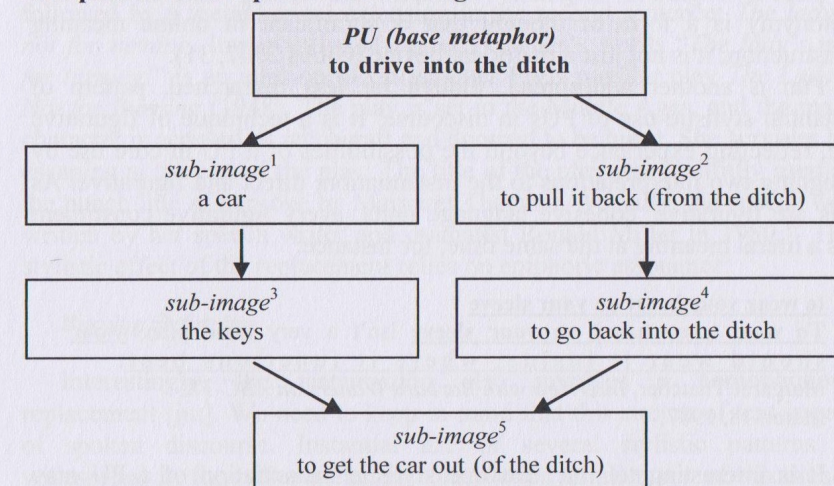 PU (base metaphor)
to drive into the ditch
sub-image¹
a car
sub-image²
to pull it back (from the ditch)
sub-image³
the keys
sub-image⁴
to go back into the ditch
sub-image⁵
to get the car out (of the ditch)